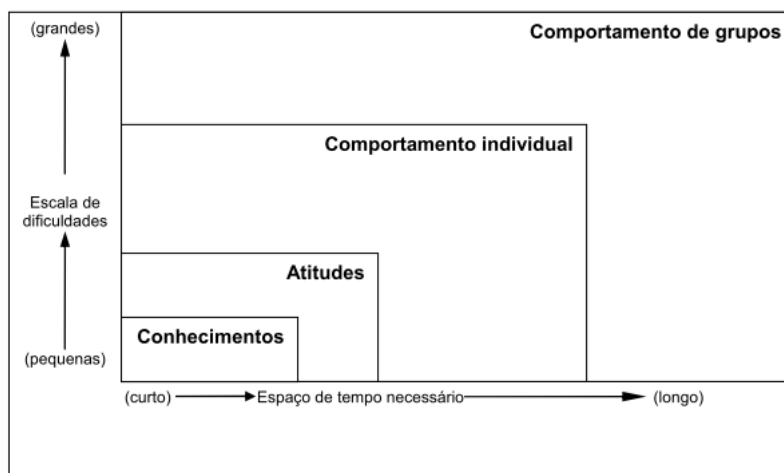 (grandes)
Comportamento de grupos
Comportamento individual
Escala de
dificuldades
Atitudes
Conhecimentos
(pequenas)
(curto) Espaço de tempo necessário (longo)